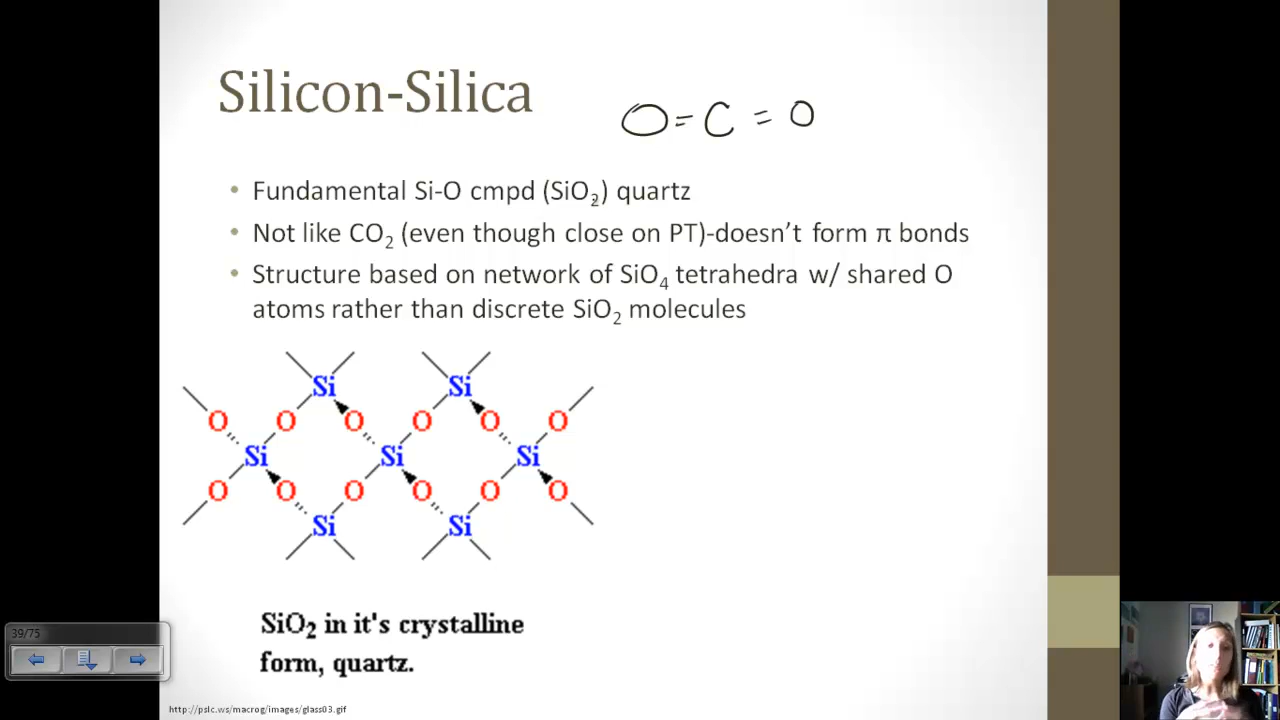 Silicon-Silica
O=C=O
• Fundamental Si-O cmpd (SiO₂) quartz
• Not like CO₂ (even though close on PT)-doesn't form π bonds
• Structure based on network of SiO₄ tetrahedra w/ shared O
atoms rather than discrete SiO₂ molecules
Si Si
O O O O O O
Si Si Si
O O O O O O
Si Si
SiO₂ in it's crystalline
form, quartz.
39/75
http://pslc.ws/macrog/images/glass03.gif